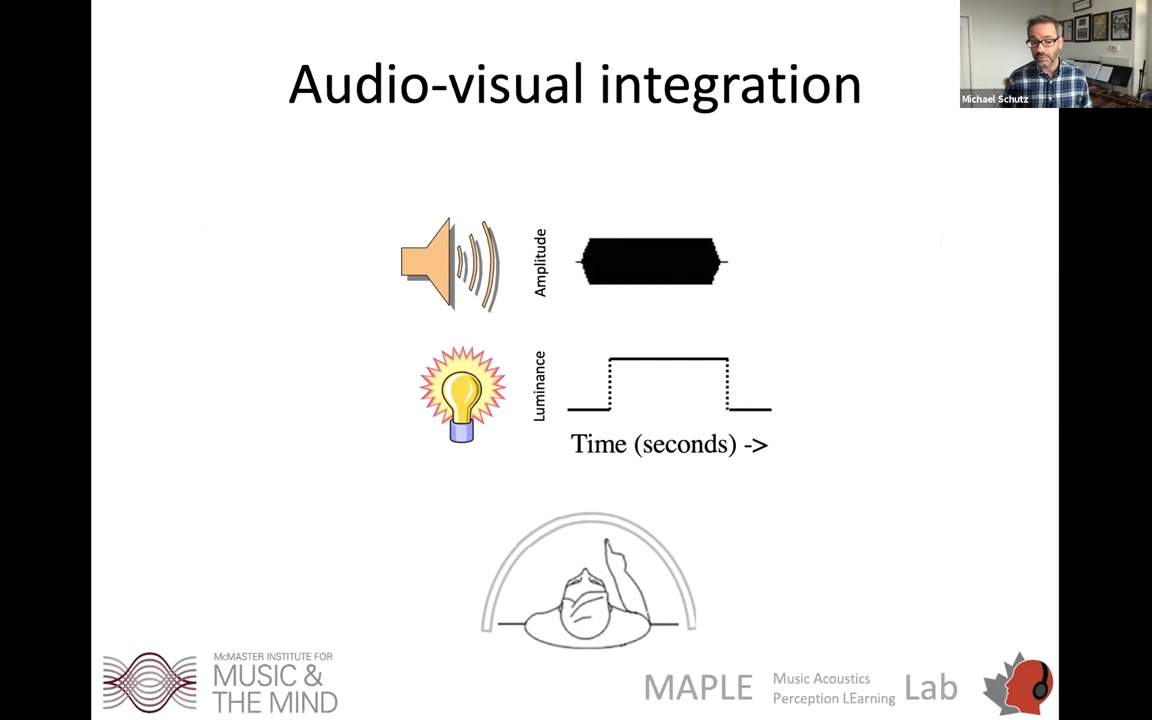 Audio-visual integration
Michael Schutz
Amplitude
Luminance
Time (seconds) ->
McMASTER INSTITUTE FOR
MUSIC &
THE MIND
MAPLE Music Acoustics Perception LEarning Lab